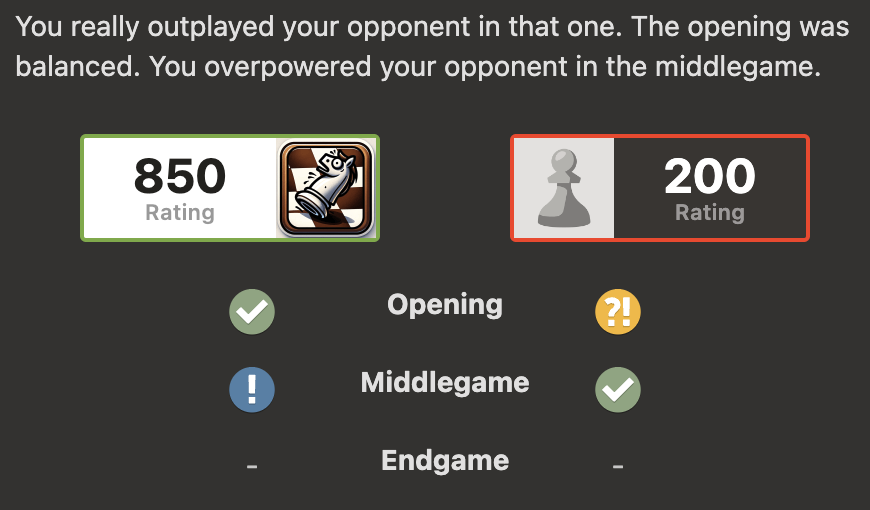 You really outplayed your opponent in that one. The opening was
balanced. You overpowered your opponent in the middlegame.
850
Rating
200
Rating
Opening
?!
!
Middlegame
-
Endgame
-